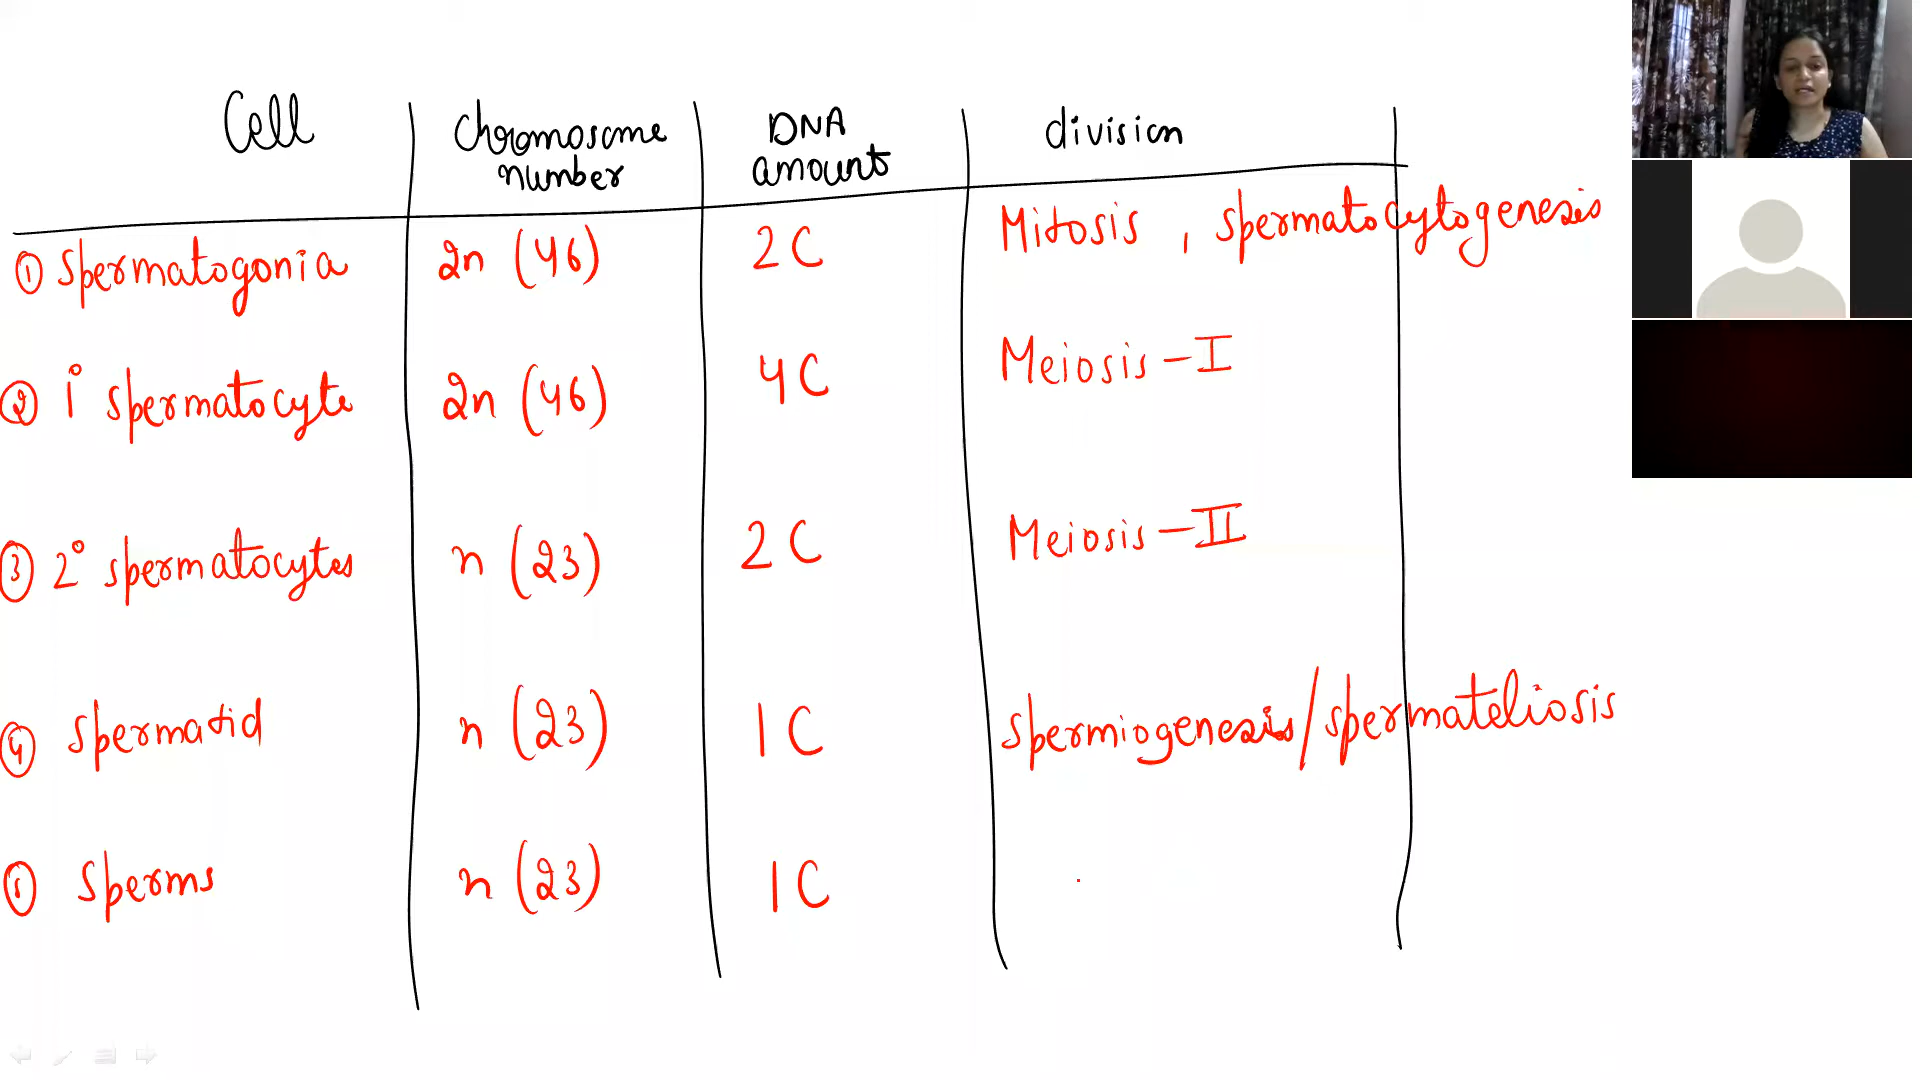 Cell chromosome number DNA amount division
① Spermatogonia 2n (46) 2C Mitosis , spermatocytogenesis
② 1° spermatocyte 2n (46) 4C Meiosis - I
③ 2° spermatocytes n (23) 2C Meiosis - II
④ spermatid n (23) 1C spermiogenesis/spermateliosis
⑤ sperms n (23) 1C